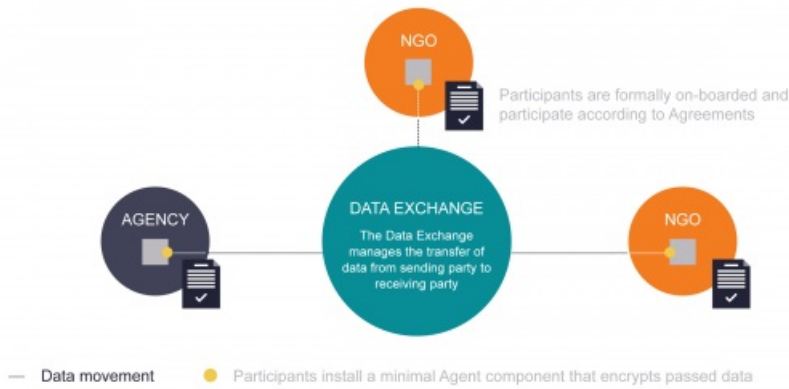 NGO
Participants are formally on-boarded and
participate according to Agreements
AGENCY
DATA EXCHANGE
The Data Exchange
manages the transfer of
data from sending party to
receiving party
NGO
Data movement
Participants install a minimal Agent component that encrypts passed data